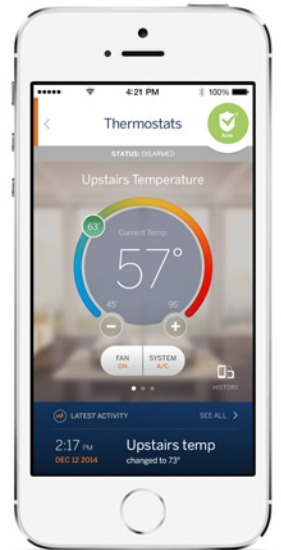 4:21 PM
100%
Thermostats
Arm
STATUS: DISARMED
Upstairs Temperature
63°
Current Temp:
57°
45°
95°
FAN
ON
SYSTEM
A/C
HISTORY
LATEST ACTIVITY
SEE ALL
2:17 PM
Upstairs temp
DEC 12 2014
changed to 73°